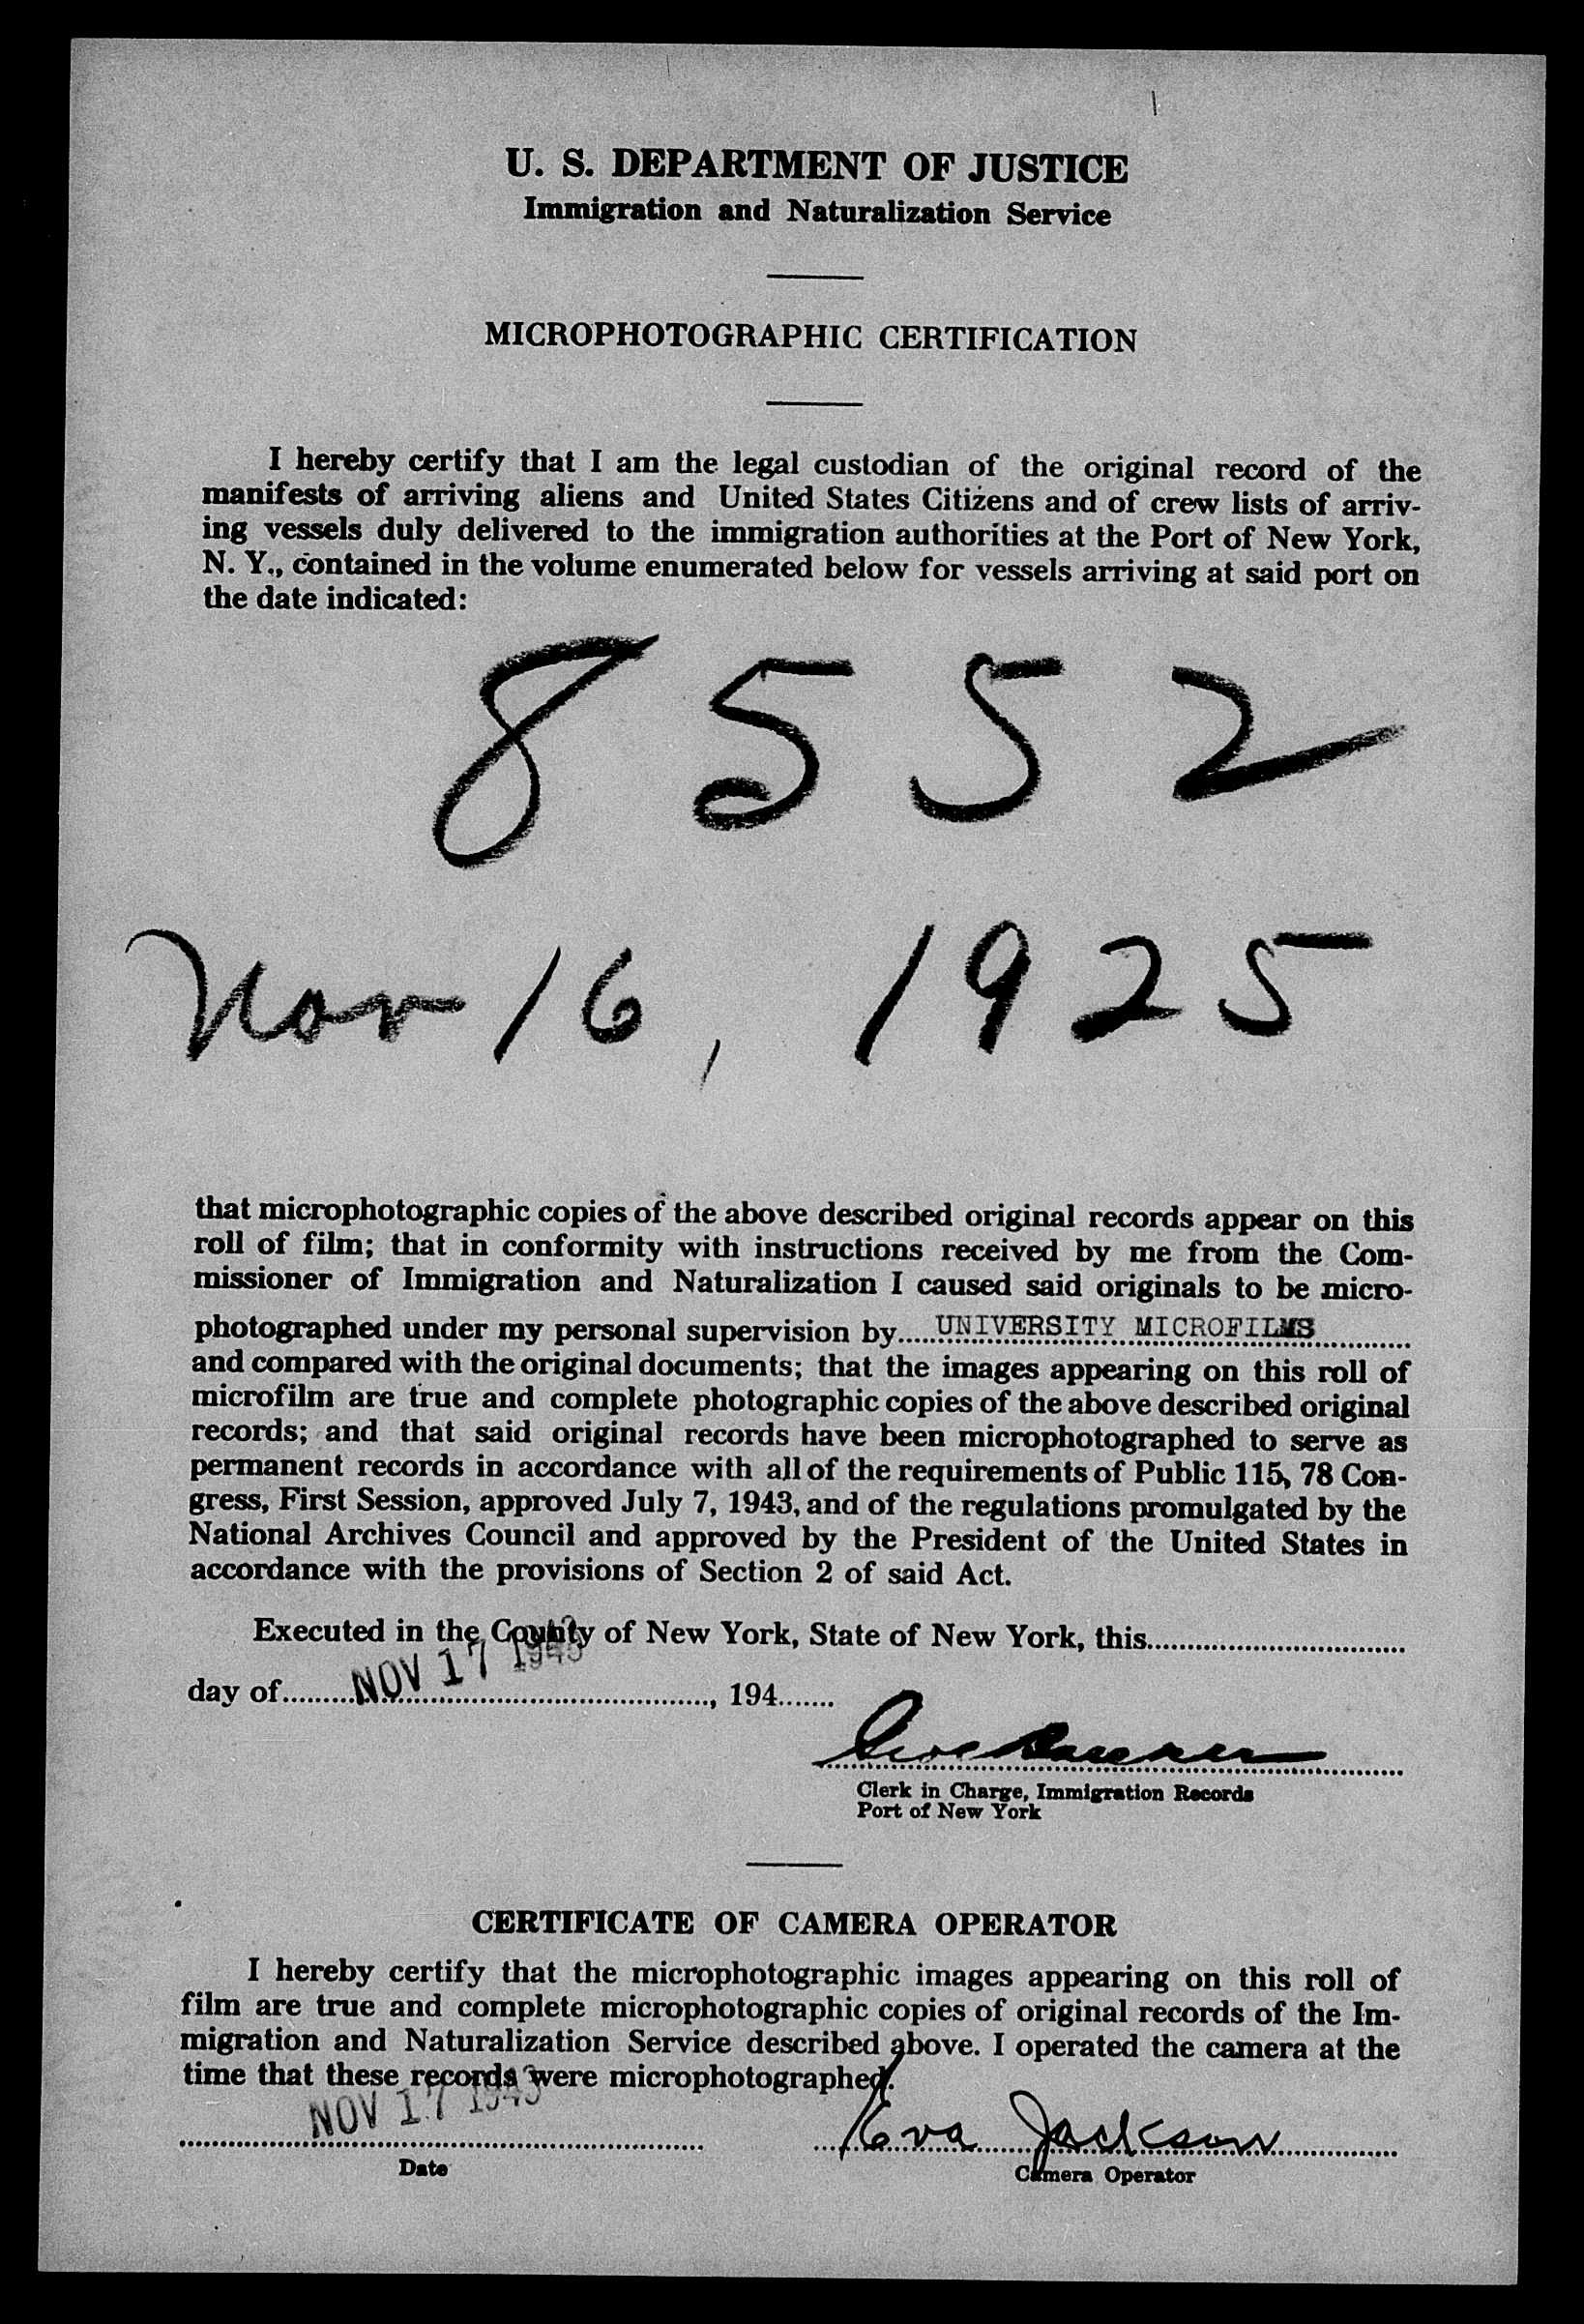 U. S. DEPARTMENT OF JUSTICE
Immigration and Naturalization Service
MICROPHOTOGRAPHIC CERTIFICATION
I hereby certify that I am the legal custodian of the original record of the
manifests of arriving aliens and United States Citizens and of crew lists of arriv-
ing vessels duly delivered to the immigration authorities at the Port of New York,
N. Y., contained in the volume enumerated below for vessels arriving at said port on
the date indicated:
8552
Nov 16, 1925
that microphotographic copies of the above described original records appear on this
roll of film; that in conformity with instructions received by me from the Com-
missioner of Immigration and Naturalization I caused said originals to be micro-
photographed under my personal supervision by.....UNIVERSITY MICROFILMS
and compared with the original documents; that the images appearing on this roll of
microfilm are true and complete photographic copies of the above described original
records; and that said original records have been microphotographed to serve as
permanent records in accordance with all of the requirements of Public 115, 78 Con-
gress, First Session, approved July 7, 1943, and of the regulations promulgated by the
National Archives Council and approved by the President of the United States in
accordance with the provisions of Section 2 of said Act.
Executed in the County of New York, State of New York, this
day of NOV 17 1943, 194
Clerk in Charge, Immigration Records
Port of New York
CERTIFICATE OF CAMERA OPERATOR
I hereby certify that the microphotographic images appearing on this roll of
film are true and complete microphotographic copies of original records of the Im-
migration and Naturalization Service described above. I operated the camera at the
time that these records were microphotographed.
NOV 17 1943
Eva Jackson
Date
Camera Operator